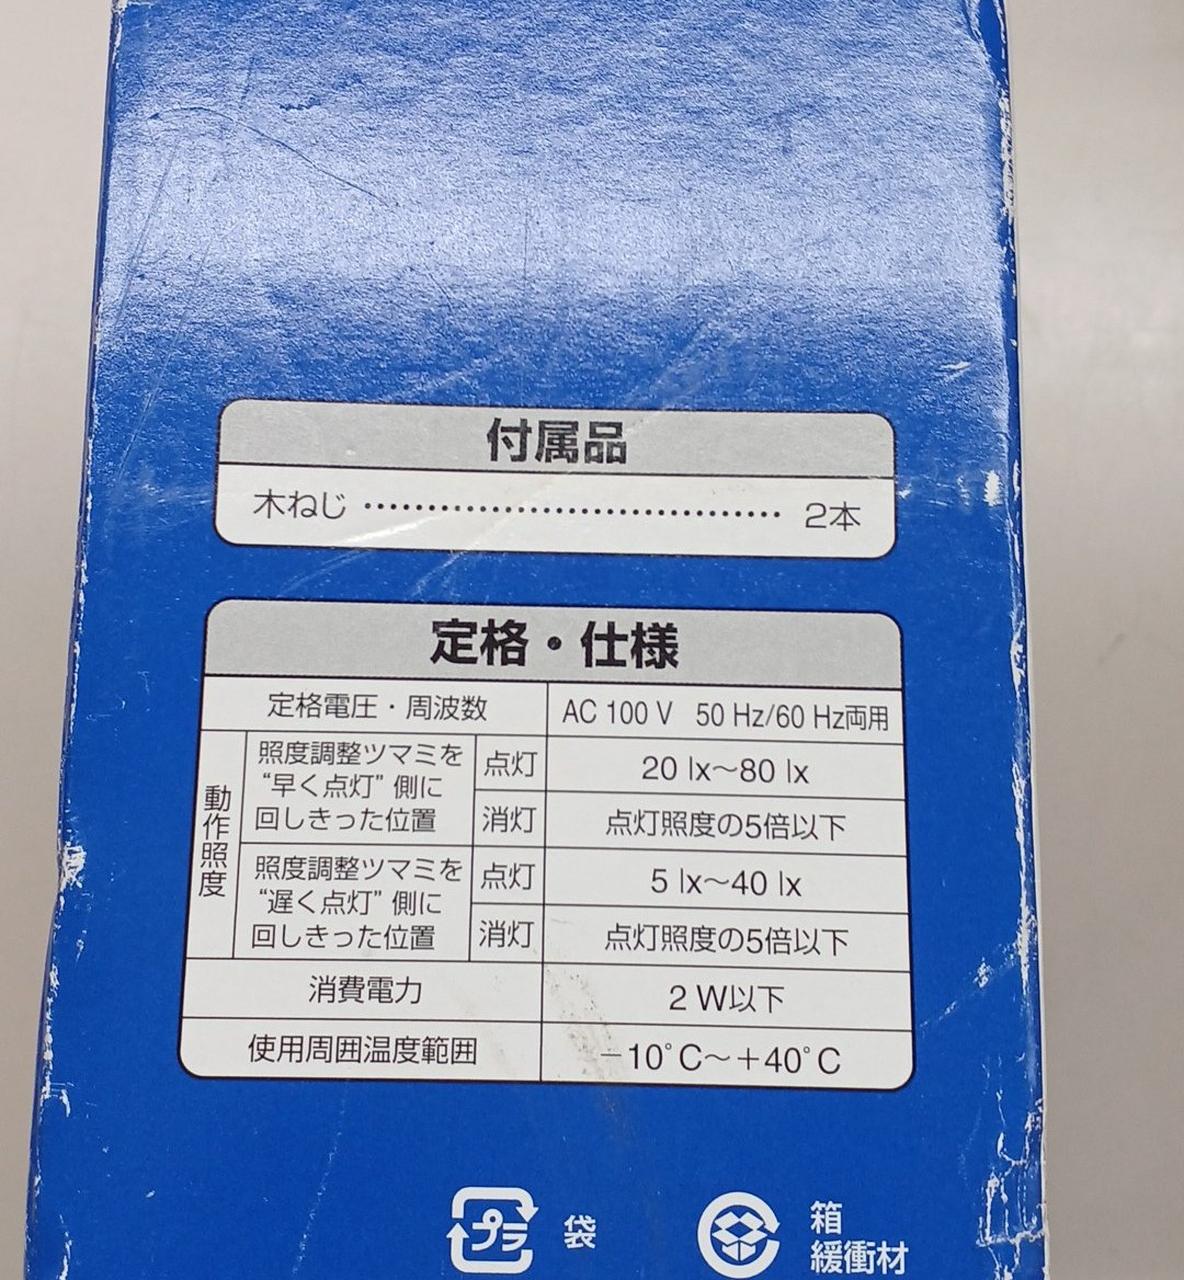 付属品
木ねじ ………………………………… 2本
定格・仕様
定格電圧・周波数 AC 100 V 50 Hz/60 Hz両用
動作照度
照度調整ツマミを
“早く点灯” 側に
回しきった位置
点灯 20 lx～80 lx
消灯 点灯照度の5倍以下
照度調整ツマミを
“遅く点灯” 側に
回しきった位置
点灯 5 lx～40 lx
消灯 点灯照度の5倍以下
消費電力 2 W以下
使用周囲温度範囲 －10°C～＋40°C
プラ 袋
箱
緩衝材